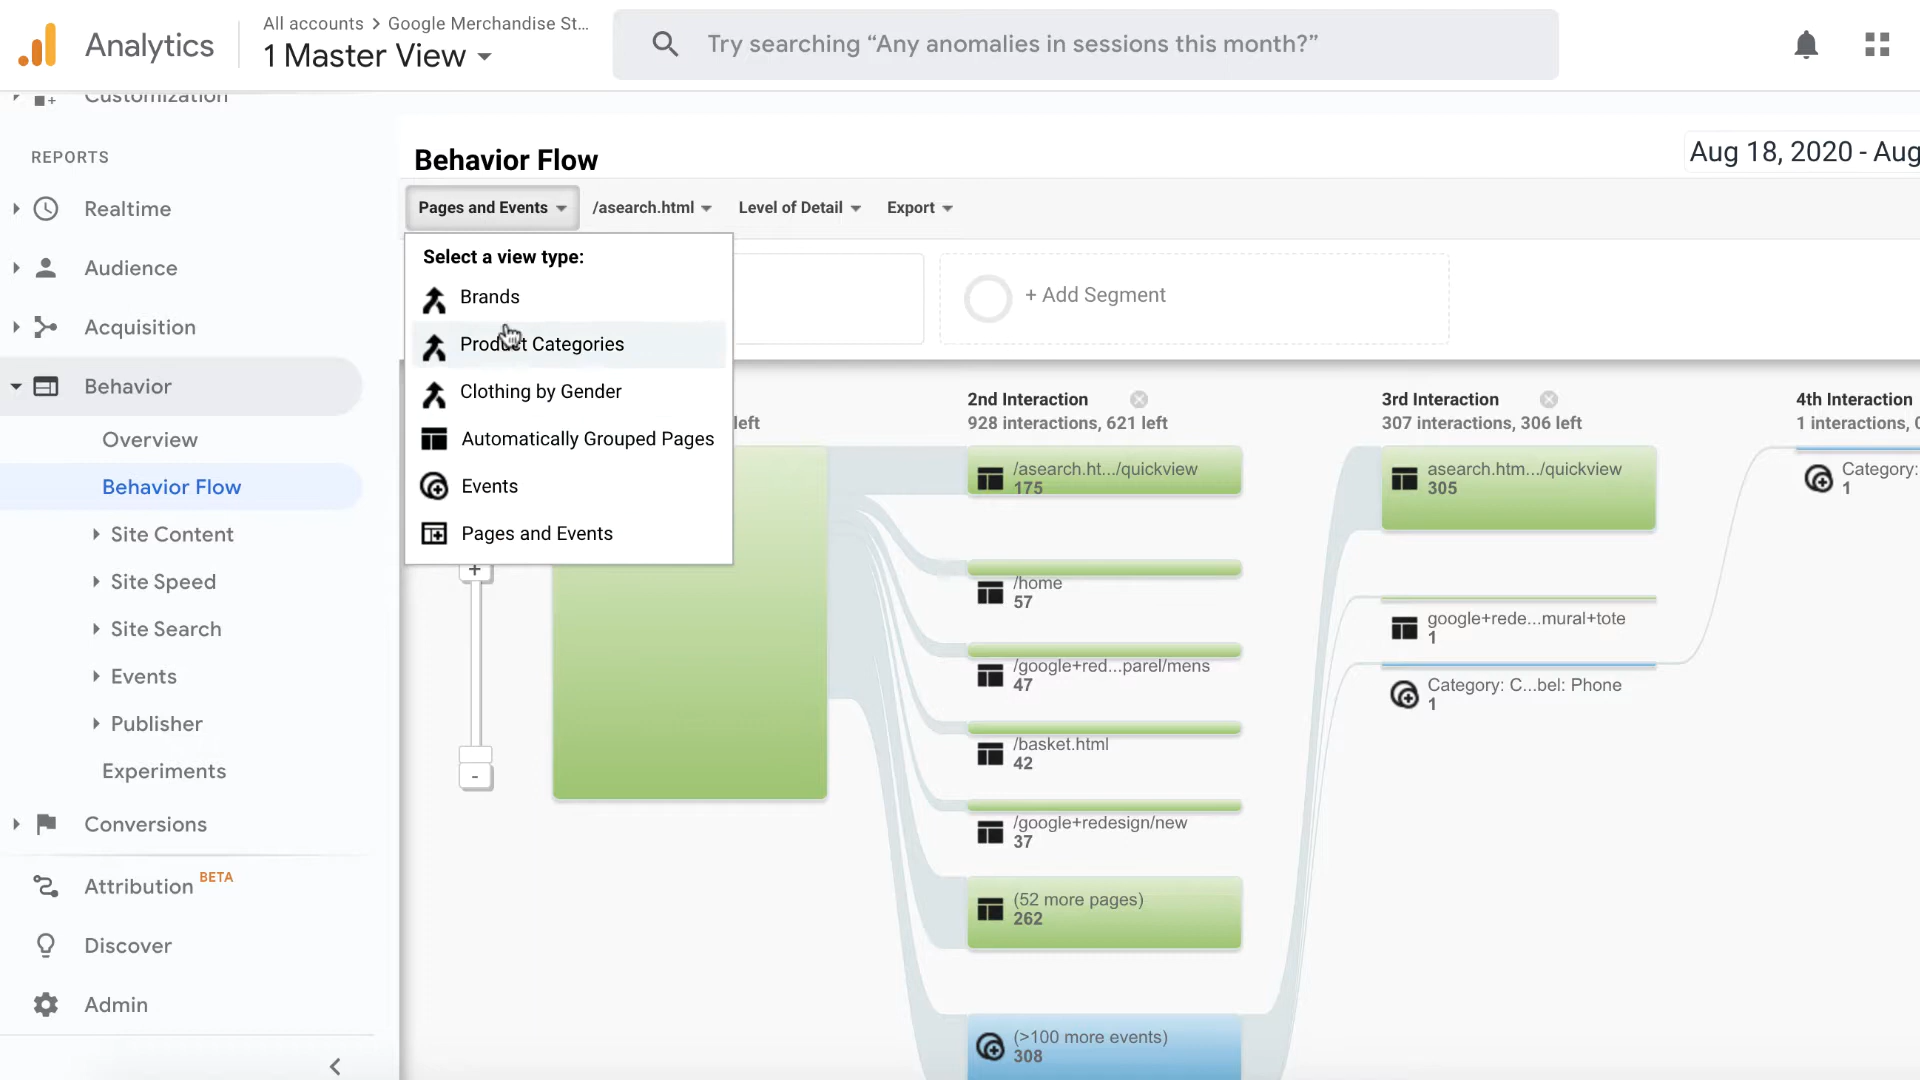 Analytics
All accounts > Google Merchandise St...
1 Master View
Try searching “Any anomalies in sessions this month?”
Customization
REPORTS
Realtime
Audience
Acquisition
Behavior
Overview
Behavior Flow
Site Content
Site Speed
Site Search
Events
Publisher
Experiments
Conversions
Attribution BETA
Discover
Admin
Behavior Flow
Aug 18, 2020 - Aug
Pages and Events
/asearch.html
Level of Detail
Export
Select a view type:
Brands
Product Categories
Clothing by Gender
Automatically Grouped Pages
Events
Pages and Events
+ Add Segment
left
+
-
2nd Interaction
928 interactions, 621 left
/asearch.ht.../quickview
175
/home
57
/google+red...parel/mens
47
/basket.html
42
/google+redesign/new
37
(52 more pages)
262
(>100 more events)
308
3rd Interaction
307 interactions, 306 left
asearch.htm.../quickview
305
google+rede...mural+tote
1
Category: C...bel: Phone
1
4th Interaction
1 interactions, 0
Category:
1